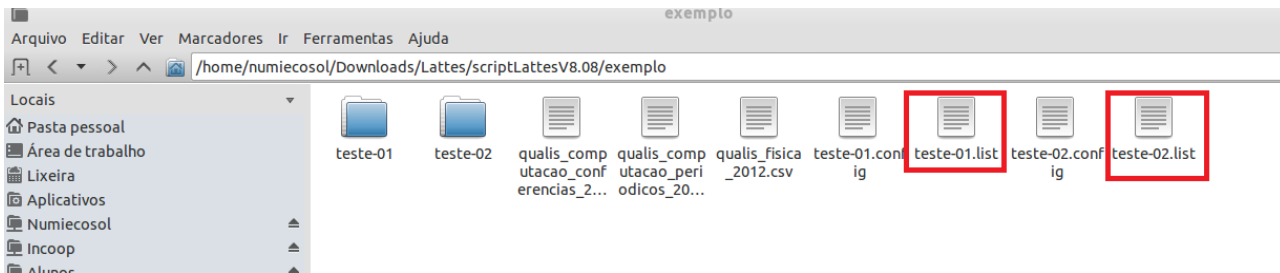 exemplo
Arquivo Editar Ver Marcadores Ir Ferramentas Ajuda
/home/numiecosol/Downloads/Lattes/scriptLattesV8.08/exemplo
Locais
Pasta pessoal
Área de trabalho
Lixeira
Aplicativos
Numiecosol
Incoop
Alunos
teste-01
teste-02
qualis_comp
utacao_conf
erencias_2...
qualis_comp
utacao_peri
odicos_20...
qualis_fisica
_2012.csv
teste-01.conf
ig
teste-01.list
teste-02.conf
ig
teste-02.list